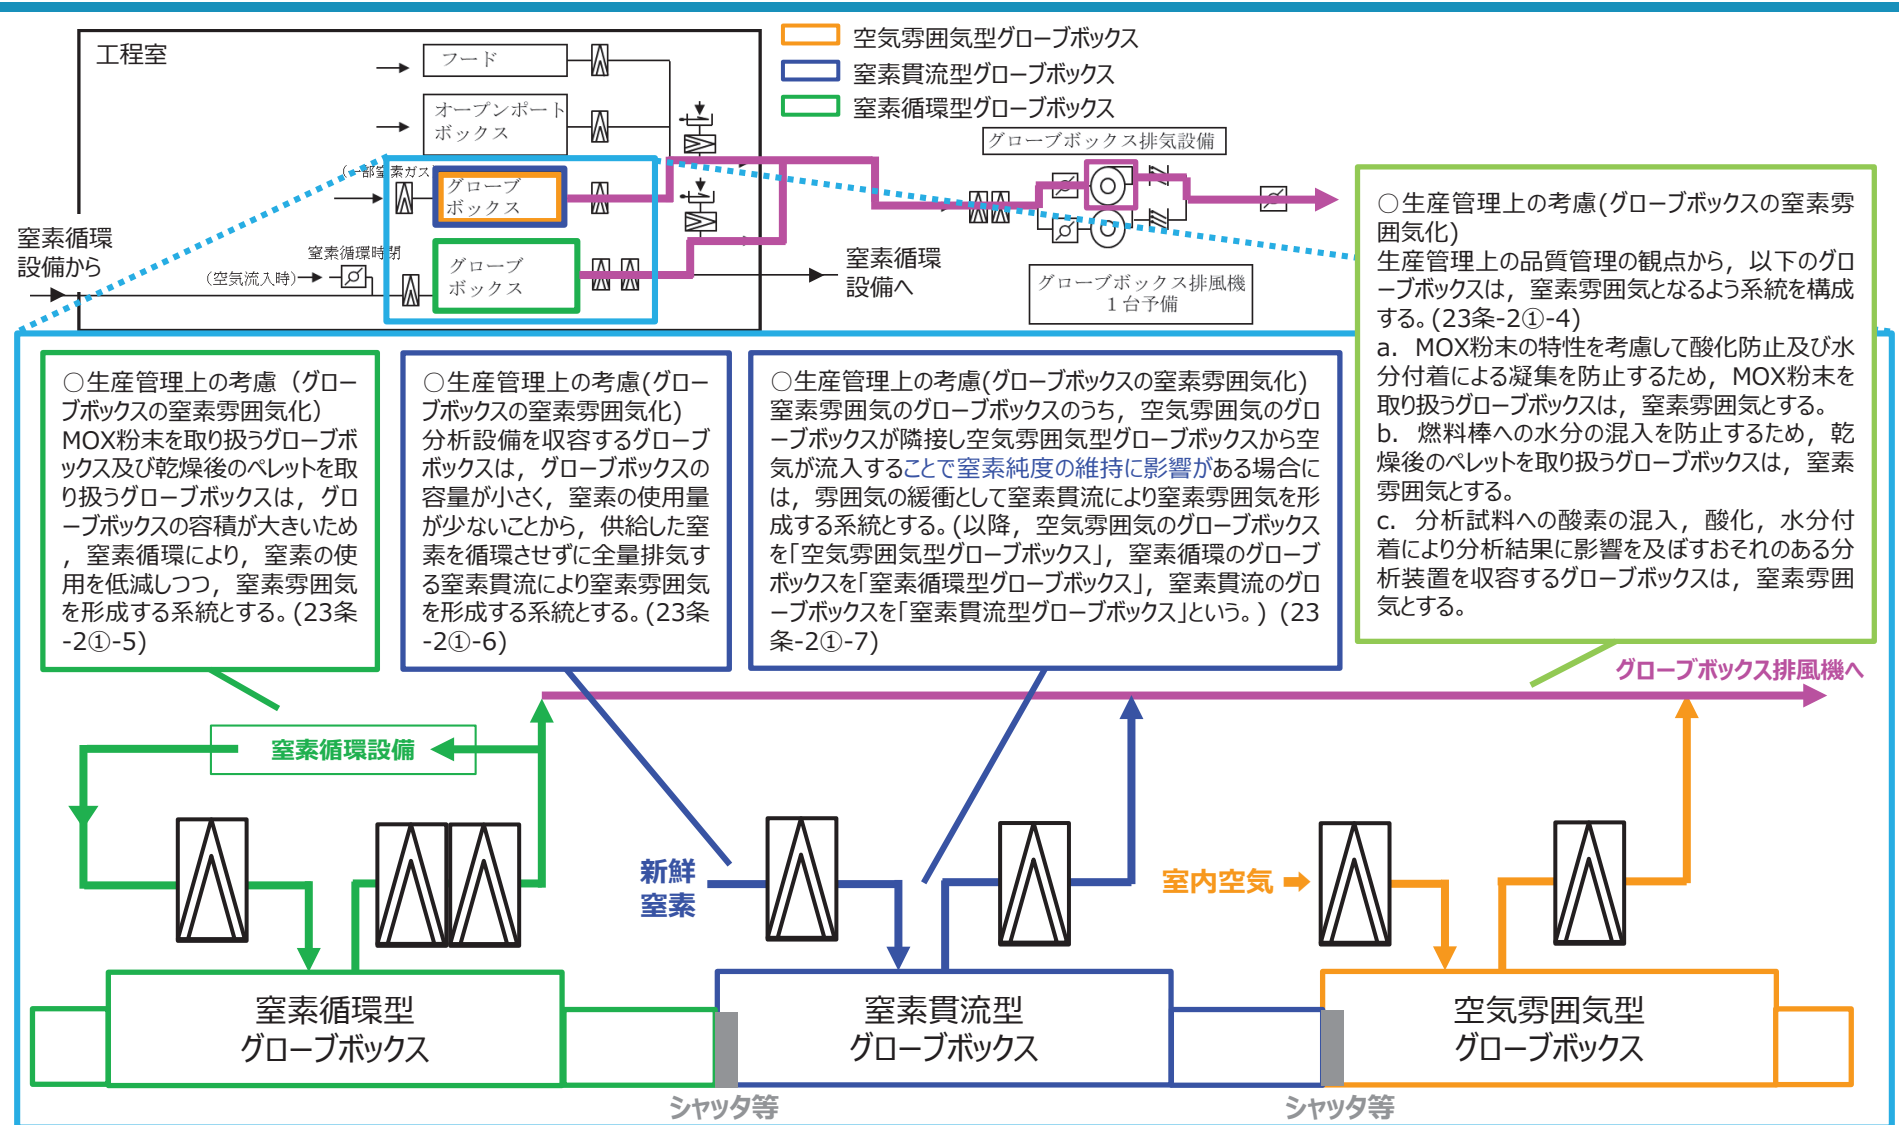 工程室
フード
オープンポート
ボックス
(一部窒素ガス
グローブ
ボックス
窒素循環
設備から
窒素循環時閉
(空気流入時)
グローブ
ボックス
窒素循環
設備へ
空気雰囲気型グローブボックス
窒素貫流型グローブボックス
窒素循環型グローブボックス
グローブボックス排気設備
グローブボックス排風機
1台予備
○生産管理上の考慮(グローブボックスの窒素雰
囲気化)
生産管理上の品質管理の観点から，以下のグロ
ーブボックスは，窒素雰囲気となるよう系統を構成
する。(23条-2①-4)
a. MOX粉末の特性を考慮して酸化防止及び水
分付着による凝集を防止するため，MOX粉末を
取り扱うグローブボックスは，窒素雰囲気とする。
b. 燃料棒への水分の混入を防止するため，乾
燥後のペレットを取り扱うグローブボックスは，窒素
雰囲気とする。
c. 分析試料への酸素の混入，酸化，水分付
着により分析結果に影響を及ぼすおそれのある分
析装置を収容するグローブボックスは，窒素雰囲
気とする。
○生産管理上の考慮（グロー
ブボックスの窒素雰囲気化）
MOX粉末を取り扱うグローブボ
ックス及び乾燥後のペレットを取
り扱うグローブボックスは，グロ
ーブボックスの容積が大きいため
，窒素循環により，窒素の使
用を低減しつつ，窒素雰囲気
を形成する系統とする。(23条
-2①-5)
○生産管理上の考慮(グロー
ブボックスの窒素雰囲気化)
分析設備を収容するグローブ
ボックスは，グローブボックスの
容量が小さく，窒素の使用量
が少ないことから，供給した窒
素を循環させずに全量排気す
る窒素貫流により窒素雰囲気
を形成する系統とする。(23条
-2①-6)
○生産管理上の考慮(グローブボックスの窒素雰囲気化)
窒素雰囲気のグローブボックスのうち，空気雰囲気のグロ
ーブボックスが隣接し空気雰囲気型グローブボックスから空
気が流入することで窒素純度の維持に影響がある場合に
は，雰囲気の緩衝として窒素貫流により窒素雰囲気を形
成する系統とする。(以降，空気雰囲気のグローブボックス
を「空気雰囲気型グローブボックス」，窒素循環のグローブ
ボックスを「窒素循環型グローブボックス」，窒素貫流のグロ
ーブボックスを「窒素貫流型グローブボックス」という。) (23
条-2①-7)
グローブボックス排風機へ
窒素循環設備
新鮮
窒素
室内空気
窒素循環型
グローブボックス
窒素貫流型
グローブボックス
空気雰囲気型
グローブボックス
シャッタ等
シャッタ等